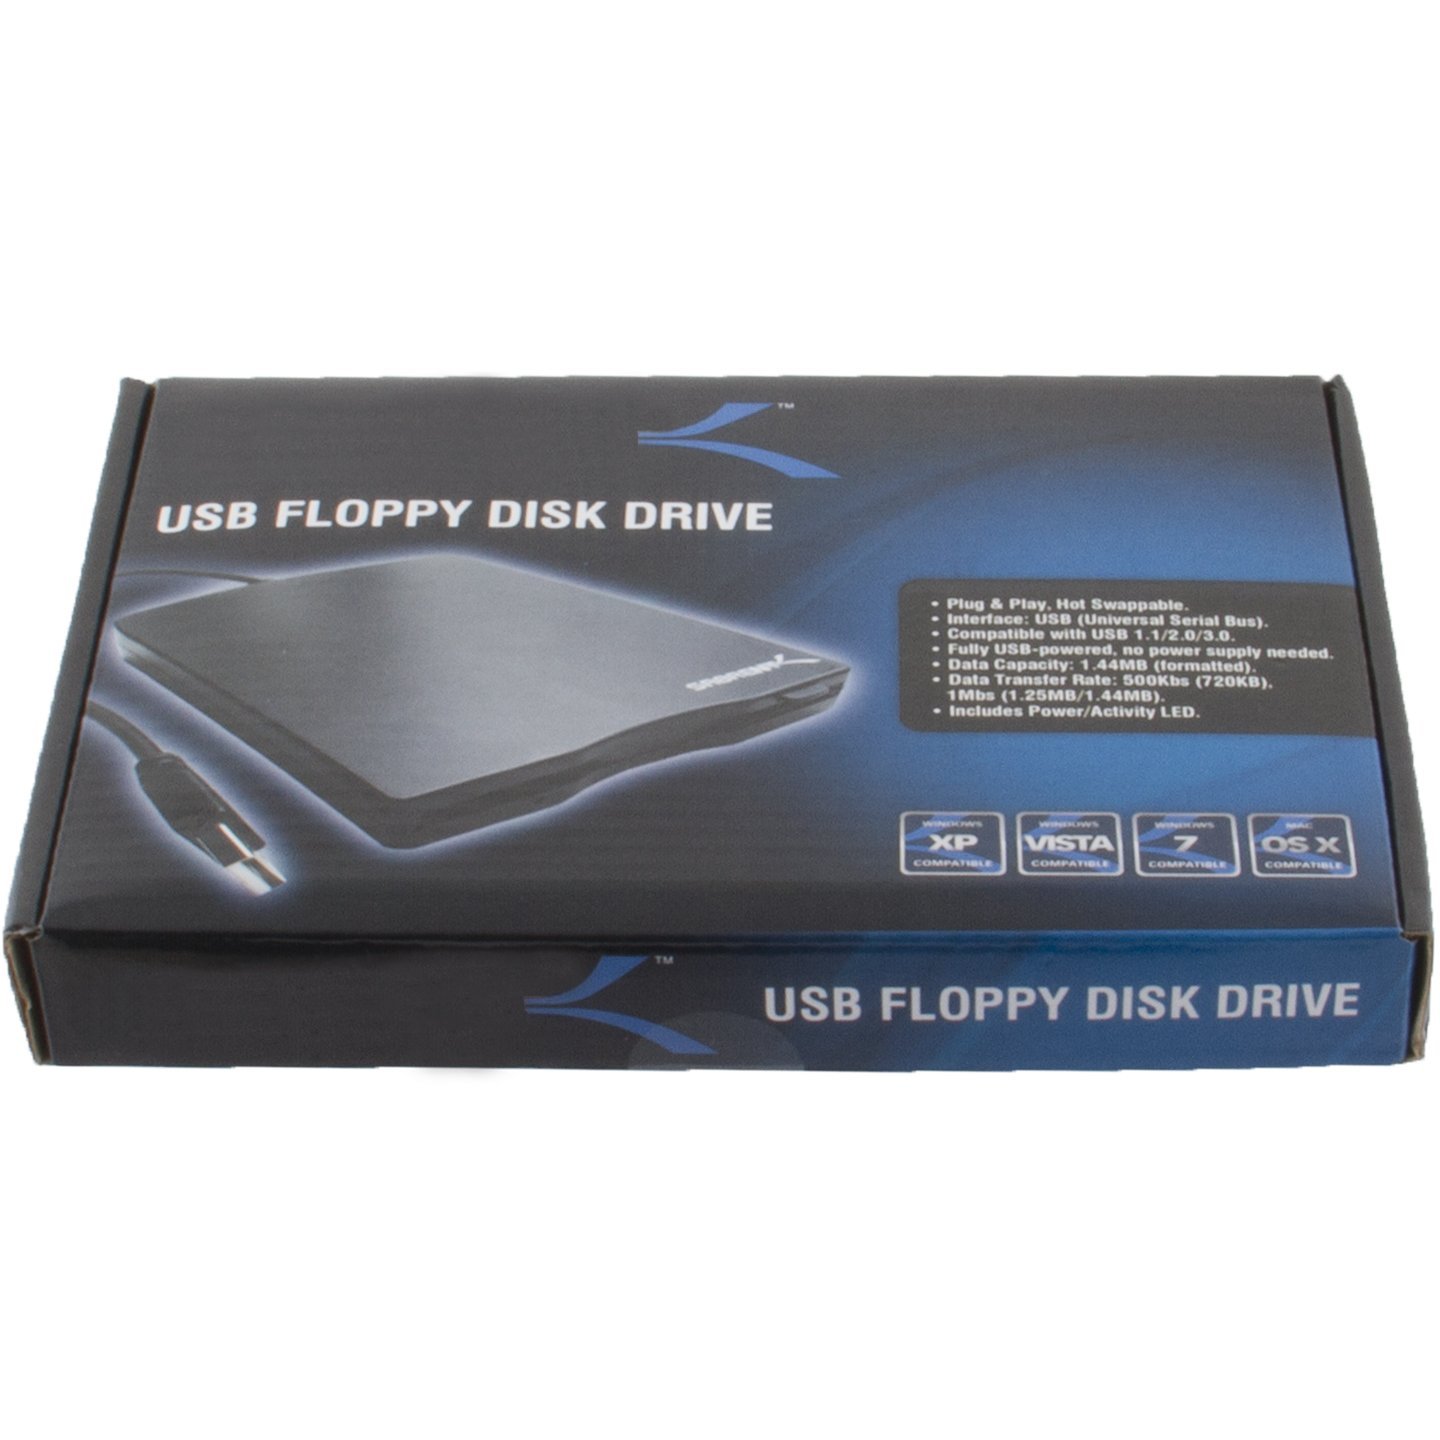 ™
USB FLOPPY DISK DRIVE
• Plug & Play, Hot Swappable.
• Interface: USB (Universal Serial Bus).
• Compatible with USB 1.1/2.0/3.0.
• Fully USB-powered, no power supply needed.
• Data Capacity: 1.44MB (formatted).
• Data Transfer Rate: 500Kbs (720KB),
1Mbs (1.25MB/1.44MB).
• Includes Power/Activity LED.
SABRENT
WINDOWS
XP
COMPATIBLE
WINDOWS
VISTA
COMPATIBLE
WINDOWS
7
COMPATIBLE
MAC
OS X
COMPATIBLE
™
USB FLOPPY DISK DRIVE